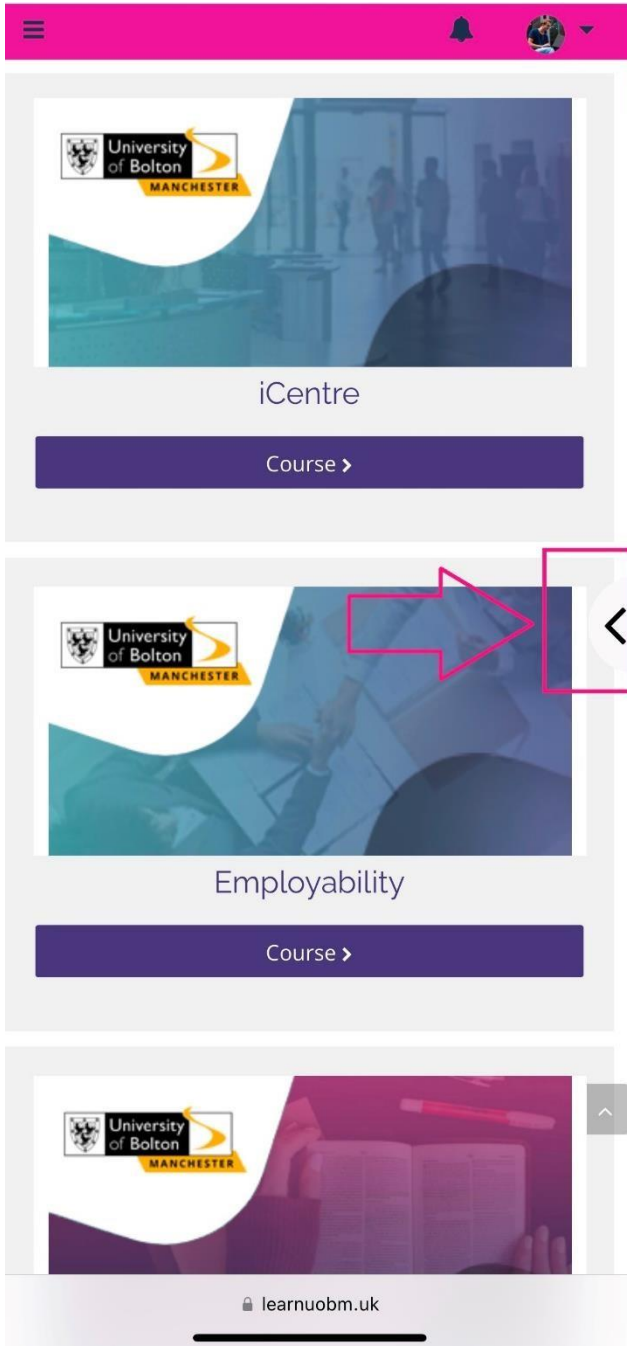 University
of Bolton
MANCHESTER
iCentre
Course
University
of Bolton
MANCHESTER
Employability
Course
University
of Bolton
MANCHESTER
learnuobm.uk